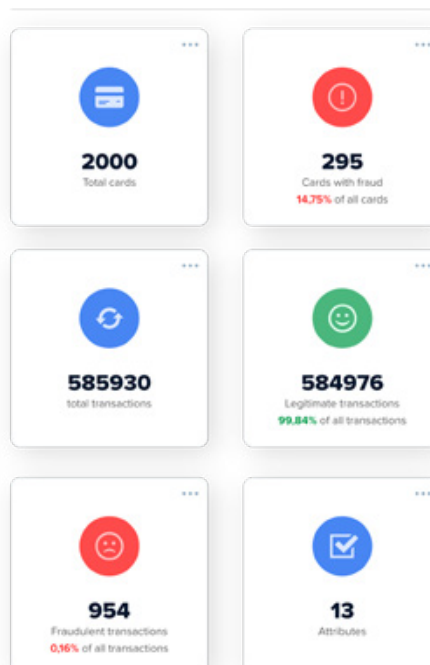 2000
Total cards
295
Cards with fraud
14,75% of all cards
585930
total transactions
584976
Legitimate transactions
99,84% of all transactions
954
Fraudulent transactions
0,16% of all transactions
13
Attributes